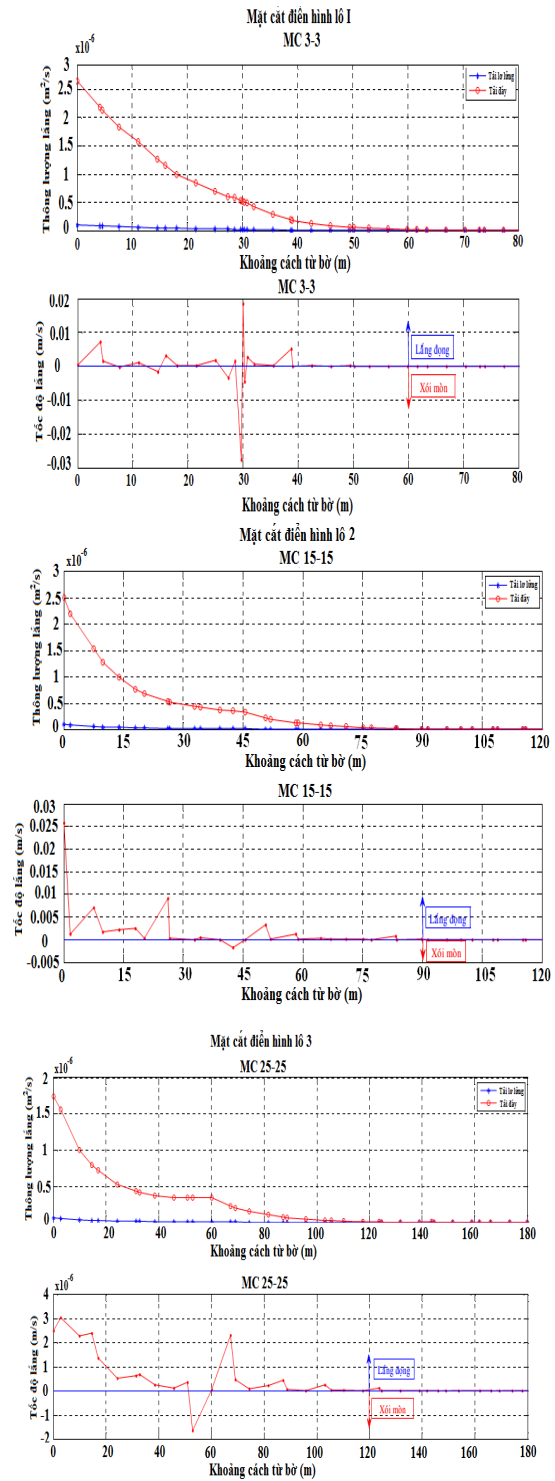 Mặt cắt điển hình lô I
MC 3-3
x10⁻⁶
Thông lượng lắng (m²/s)
3
2.5
2
1.5
1
0.5
0
Tải lơ lửng
Tải đáy
0 10 20 30 40 50 60 70 80
Khoảng cách từ bờ (m)
MC 3-3
Tốc độ lắng (m/s)
0.02
0.01
0
-0.01
-0.02
-0.03
Lắng đọng
Xói mòn
0 10 20 30 40 50 60 70 80
Khoảng cách từ bờ (m)
Mặt cắt điển hình lô 2
MC 15-15
x10⁻⁶
Thông lượng lắng (m²/s)
3
2.5
2
1.5
1
0.5
0
Tải lơ lửng
Tải đáy
0 15 30 45 60 75 90 105 120
Khoảng cách từ bờ (m)
MC 15-15
Tốc độ lắng (m/s)
0.03
0.025
0.02
0.015
0.01
0.005
0
-0.005
Lắng đọng
Xói mòn
0 15 30 45 60 75 90 105 120
Khoảng cách từ bờ (m)
Mặt cắt điển hình lô 3
MC 25-25
x10⁻⁶
Thông lượng lắng (m²/s)
2
1.5
1
0.5
0
Tải lơ lửng
Tải đáy
0 20 40 60 80 100 120 140 160 180
Khoảng cách từ bờ (m)
MC 25-25
x10⁻⁶
Tốc độ lắng (m/s)
4
3
2
1
0
-1
-2
Lắng đọng
Xói mòn
0 20 40 60 80 100 120 140 160 180
Khoảng cách từ bờ (m)